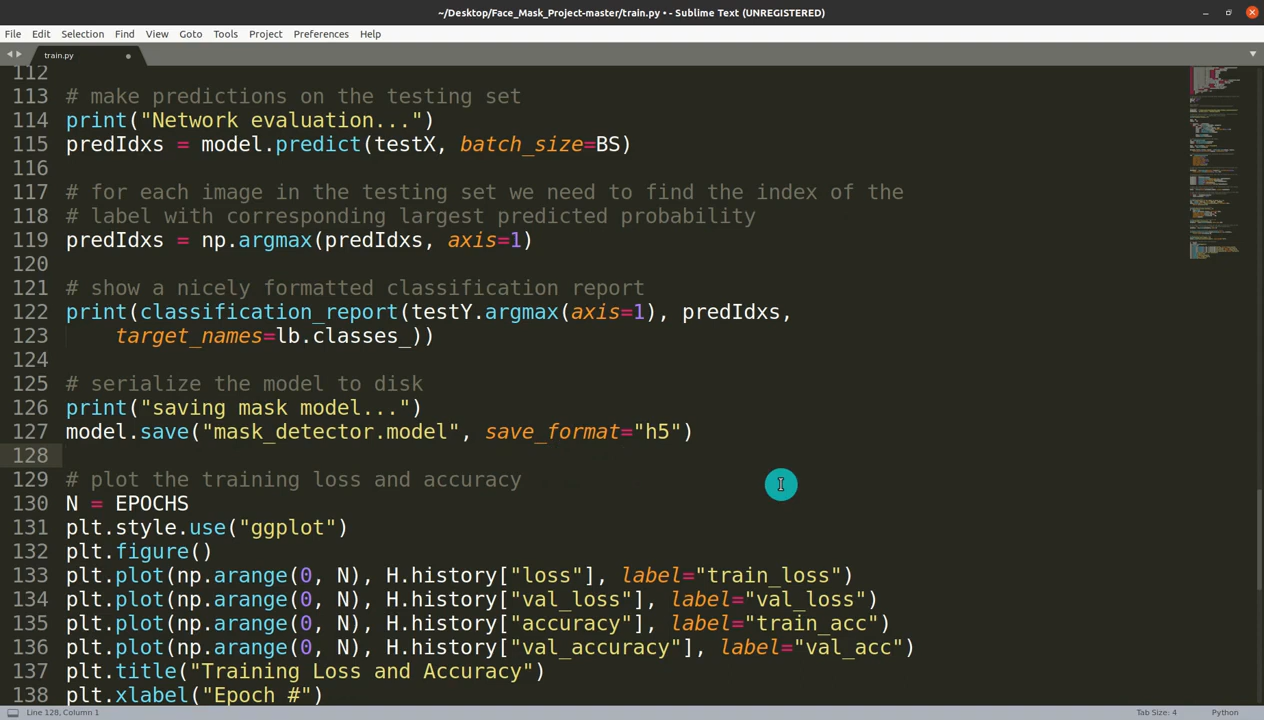 ~/Desktop/Face_Mask_Project-master/train.py • - Sublime Text (UNREGISTERED)
File Edit Selection Find View Goto Tools Project Preferences Help
train.py
112
113 # make predictions on the testing set
114 print("Network evaluation...")
115 predIdxs = model.predict(testX, batch_size=BS)
116
117 # for each image in the testing set we need to find the index of the
118 # label with corresponding largest predicted probability
119 predIdxs = np.argmax(predIdxs, axis=1)
120
121 # show a nicely formatted classification report
122 print(classification_report(testY.argmax(axis=1), predIdxs,
123     target_names=lb.classes_))
124
125 # serialize the model to disk
126 print("saving mask model...")
127 model.save("mask_detector.model", save_format="h5")
128
129 # plot the training loss and accuracy
130 N = EPOCHS
131 plt.style.use("ggplot")
132 plt.figure()
133 plt.plot(np.arange(0, N), H.history["loss"], label="train_loss")
134 plt.plot(np.arange(0, N), H.history["val_loss"], label="val_loss")
135 plt.plot(np.arange(0, N), H.history["accuracy"], label="train_acc")
136 plt.plot(np.arange(0, N), H.history["val_accuracy"], label="val_acc")
137 plt.title("Training Loss and Accuracy")
138 plt.xlabel("Epoch #")
Line 128, Column 1 Tab Size: 4 Python